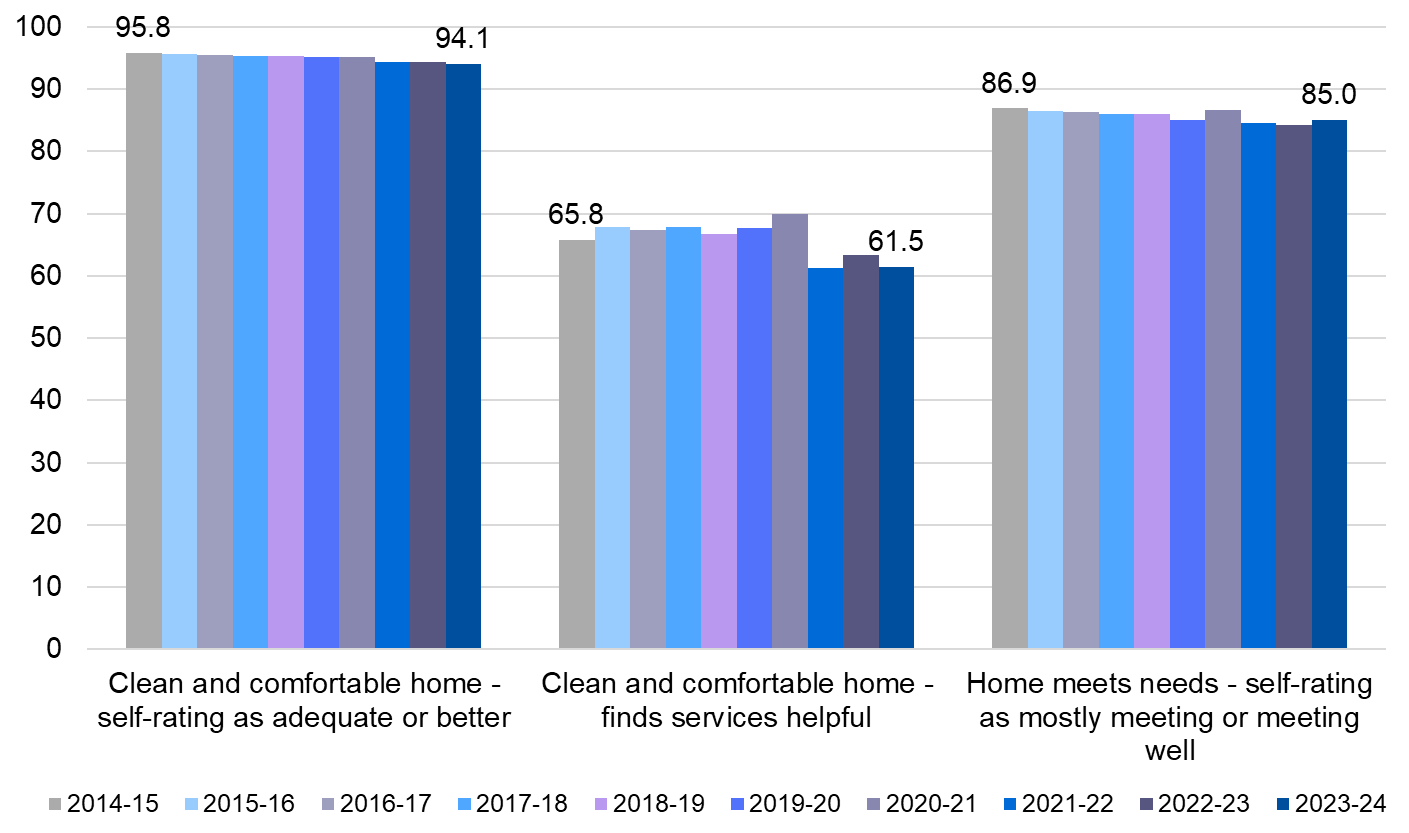 100
90
80
70
60
50
40
30
20
10
0
95.8
94.1
65.8
61.5
86.9
85.0
Clean and comfortable home -
self-rating as adequate or better
Clean and comfortable home -
finds services helpful
Home meets needs - self-rating
as mostly meeting or meeting
well
2014-15 2015-16 2016-17 2017-18 2018-19 2019-20 2020-21 2021-22 2022-23 2023-24